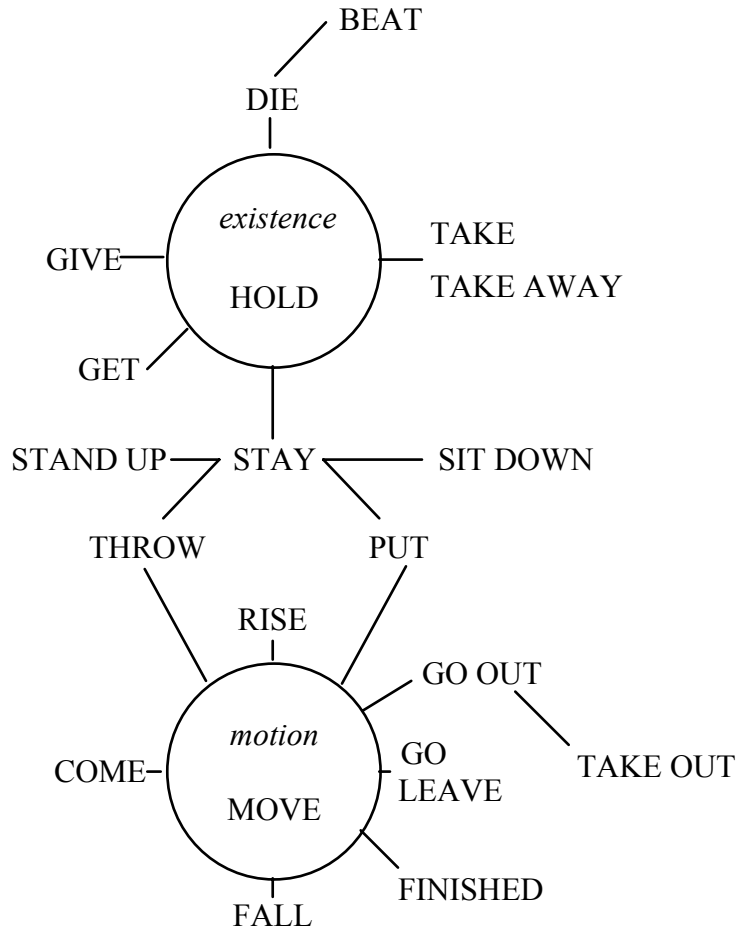 BEAT
DIE
existence
TAKE
GIVE
TAKE AWAY
HOLD
GET
STAND UP
STAY
SIT DOWN
THROW
PUT
RISE
GO OUT
motion
GO
COME
TAKE OUT
LEAVE
MOVE
FINISHED
FALL